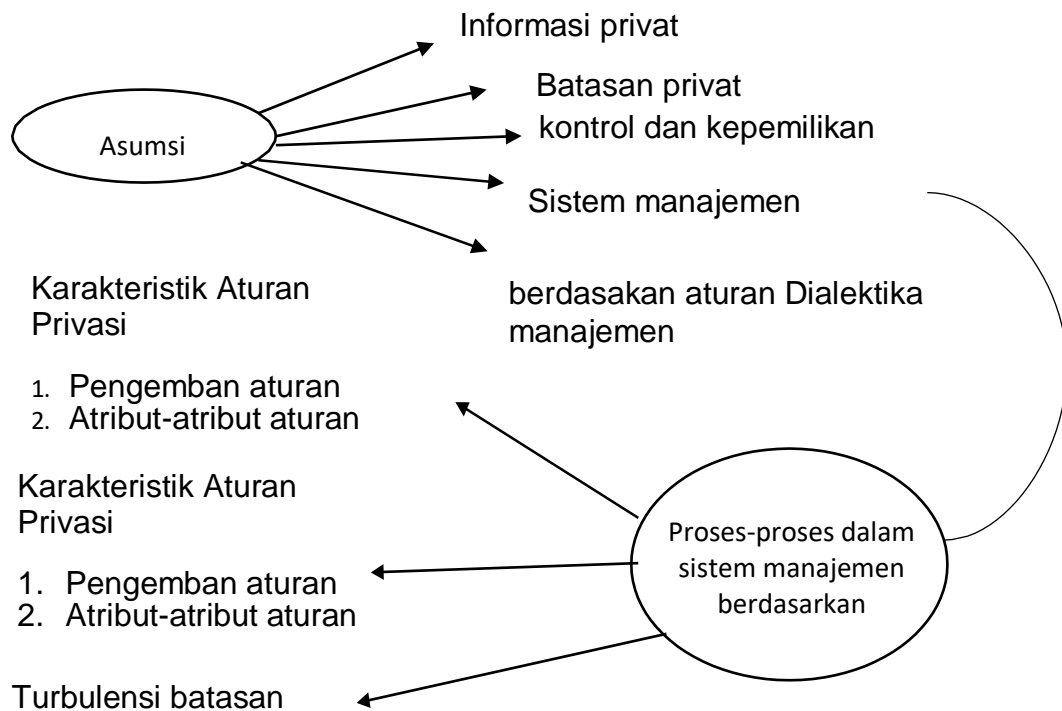 Informasi privat
Batasan privat
kontrol dan kepemilikan
Asumsi
Sistem manajemen
berdasakan aturan Dialektika
manajemen
Karakteristik Aturan
Privasi
1. Pengemban aturan
2. Atribut-atribut aturan
Karakteristik Aturan
Privasi
1. Pengemban aturan
2. Atribut-atribut aturan
Proses-proses dalam
sistem manajemen
berdasarkan
Turbulensi batasan